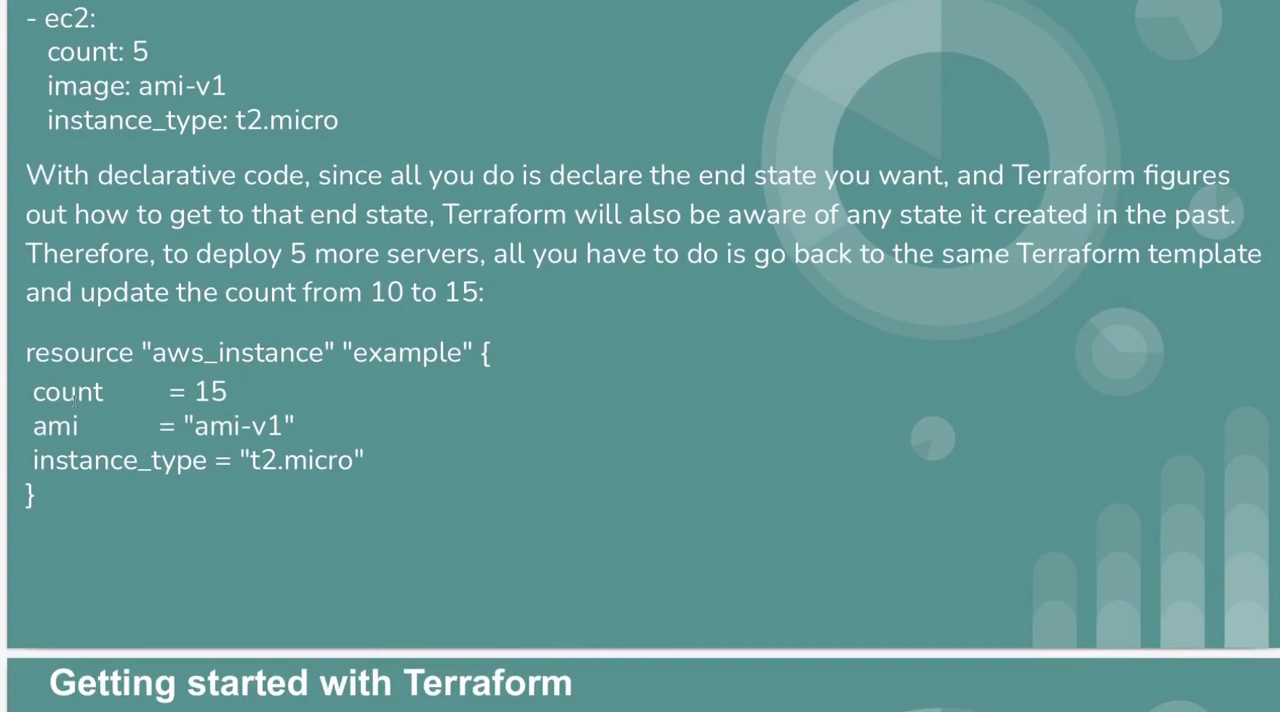 - ec2:
count: 5
image: ami-v1
instance_type: t2.micro
With declarative code, since all you do is declare the end state you want, and Terraform figures
out how to get to that end state, Terraform will also be aware of any state it created in the past.
Therefore, to deploy 5 more servers, all you have to do is go back to the same Terraform template
and update the count from 10 to 15:
resource "aws_instance" "example" {
count = 15
ami = "ami-v1"
instance_type = "t2.micro"
}
Getting started with Terraform